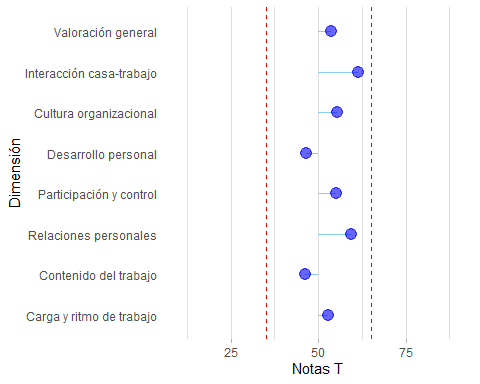 Valoración general
Interacción casa-trabajo
Cultura organizacional
Desarrollo personal
Participación y control
Relaciones personales
Contenido del trabajo
Carga y ritmo de trabajo
Dimensión
25 50 75
Notas T